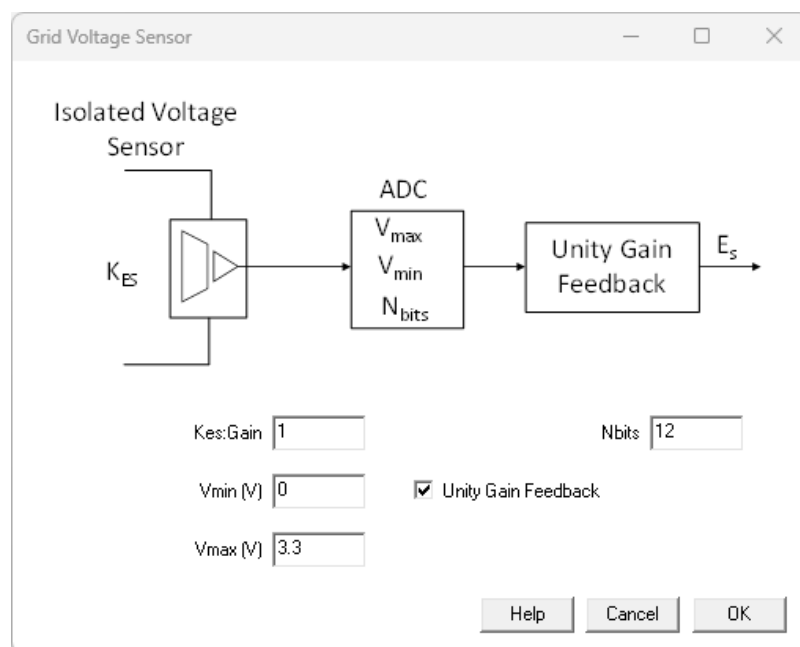 Grid Voltage Sensor
Isolated Voltage
Sensor
ADC
Vmax
Vmin
Nbits
KES
Unity Gain
Feedback
Es
Kes:Gain 1
Nbits 12
Vmin (V) 0
Unity Gain Feedback
Vmax (V) 3.3
Help Cancel OK